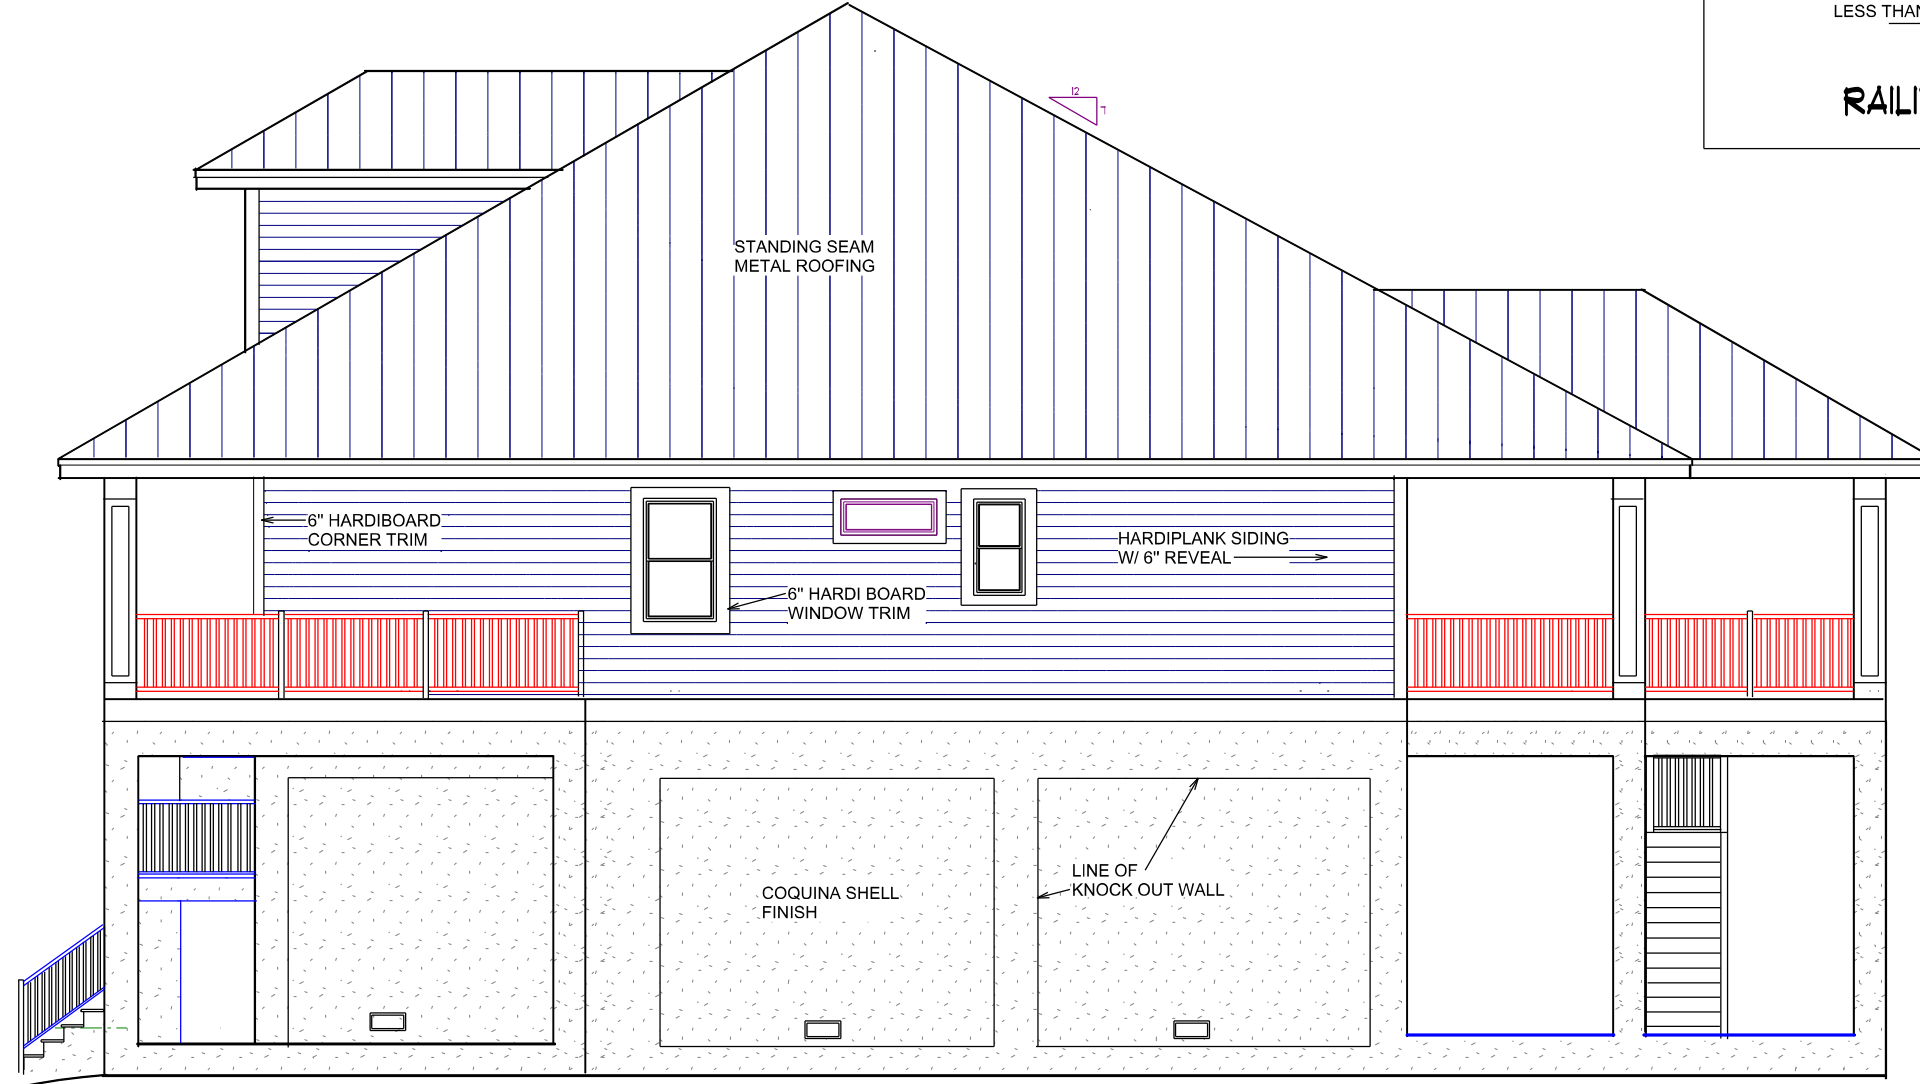 LESS THAN
RAILI
12
7
STANDING SEAM
METAL ROOFING
6" HARDIBOARD
CORNER TRIM
HARDIPLANK SIDING
W/ 6" REVEAL
6" HARDI BOARD
WINDOW TRIM
LINE OF
KNOCK OUT WALL
COQUINA SHELL
FINISH